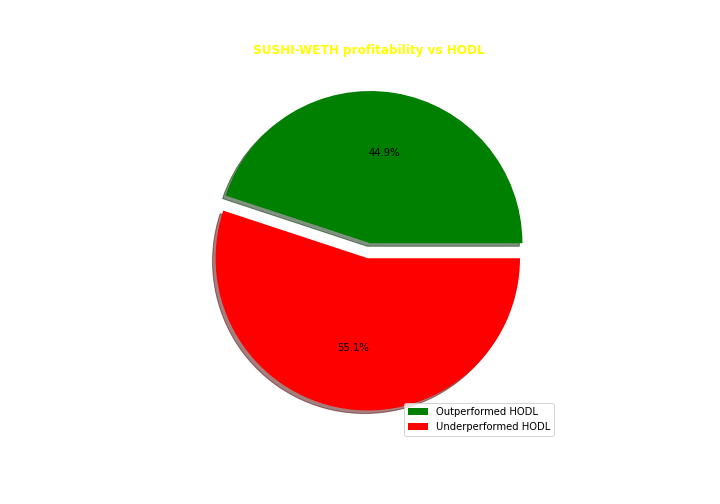 SUSHI-WETH profitability vs HODL
44.9%
55.1%
Outperformed HODL
Underperformed HODL